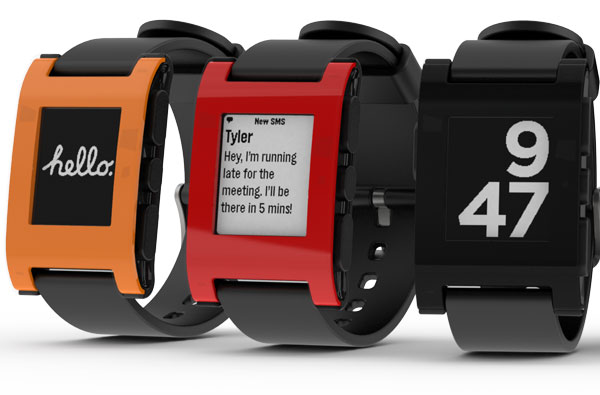 hello.
New SMS
Tyler
Hey, I'm running
late for the
meeting. I'll be
there in 5 mins!
9
47